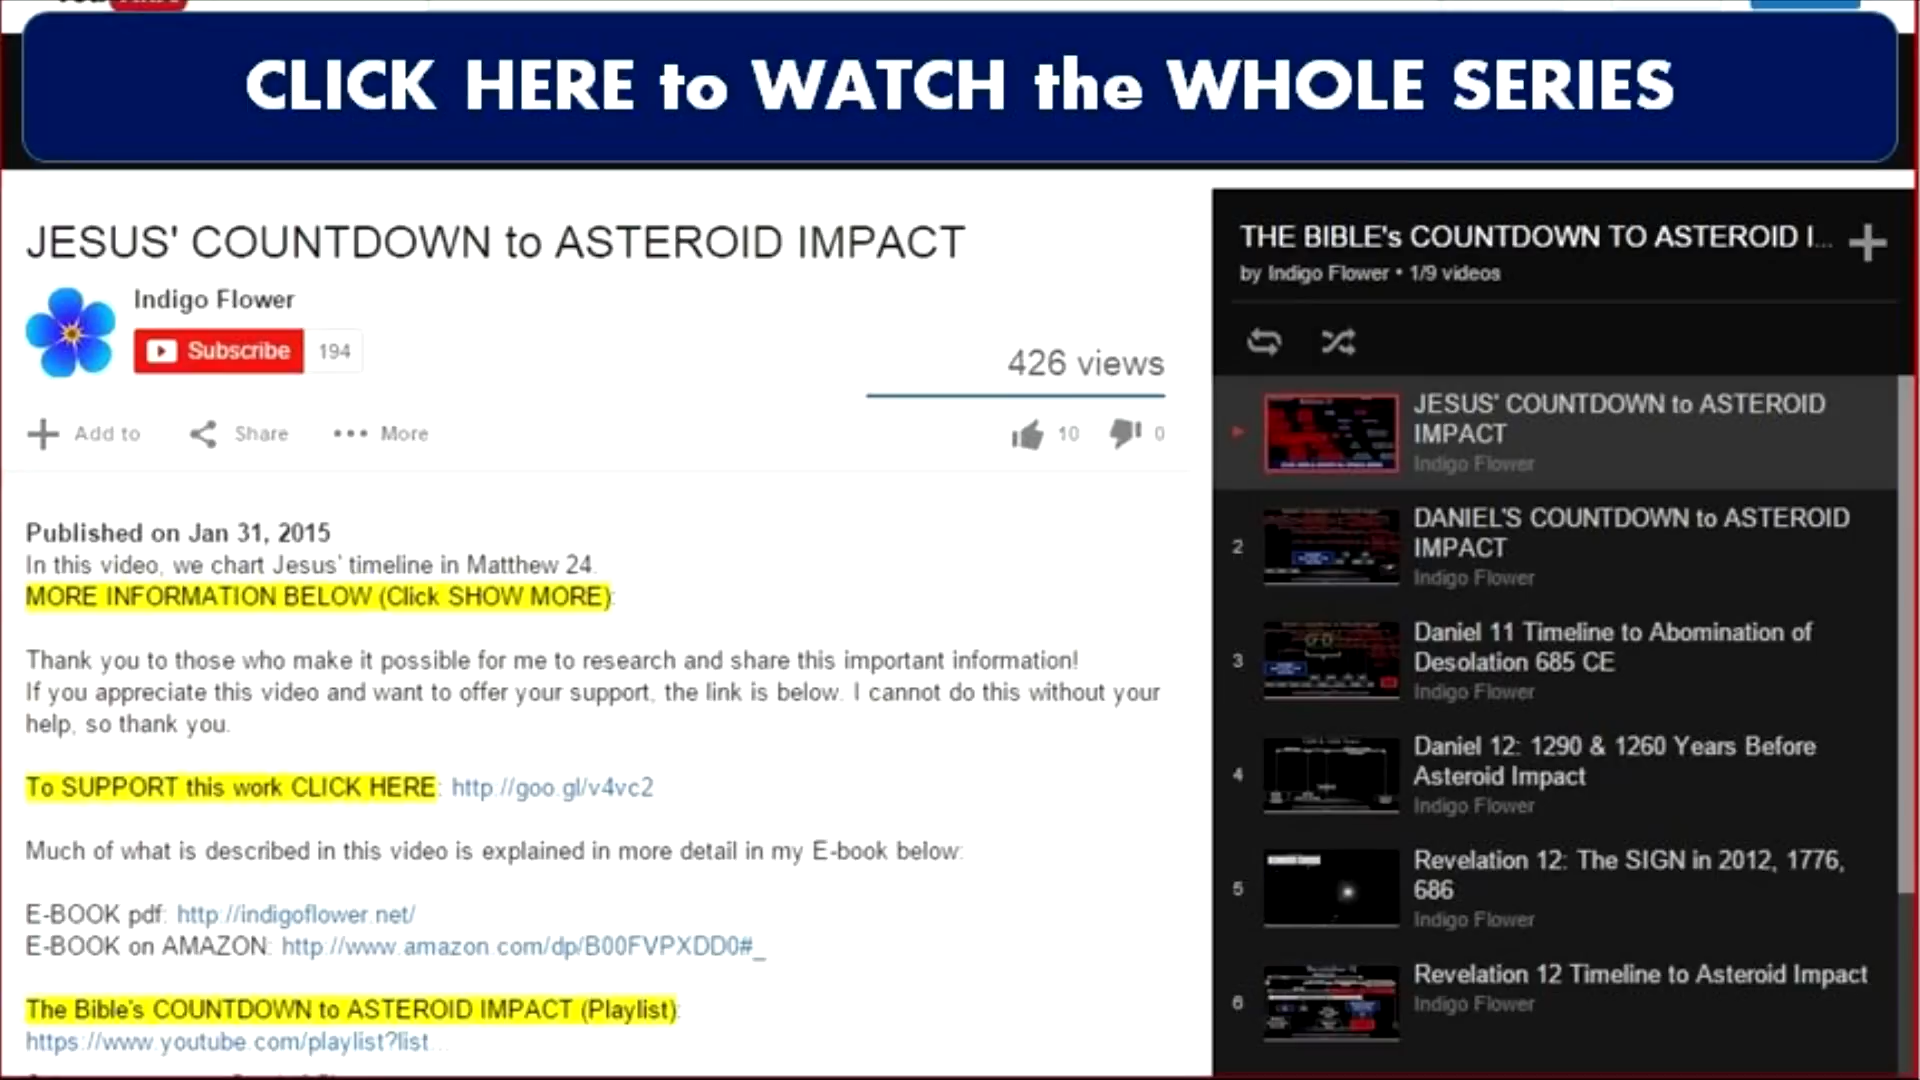 CLICK HERE to WATCH the WHOLE SERIES
JESUS' COUNTDOWN to ASTEROID IMPACT
Indigo Flower
Subscribe 194
426 views
Add to Share More
10 0
Published on Jan 31, 2015
In this video, we chart Jesus' timeline in Matthew 24.
MORE INFORMATION BELOW (Click SHOW MORE):
Thank you to those who make it possible for me to research and share this important information!
If you appreciate this video and want to offer your support, the link is below. I cannot do this without your
help, so thank you.
To SUPPORT this work CLICK HERE: http://goo.gl/v4vc2
Much of what is described in this video is explained in more detail in my E-book below:
E-BOOK pdf: http://indigoflower.net/
E-BOOK on AMAZON: http://www.amazon.com/dp/B00FVPXDD0#_
The Bible's COUNTDOWN to ASTEROID IMPACT (Playlist):
https://www.youtube.com/playlist?list...
THE BIBLE's COUNTDOWN TO ASTEROID I...
by Indigo Flower • 1/9 videos
JESUS' COUNTDOWN to ASTEROID
IMPACT
Indigo Flower
2
DANIEL'S COUNTDOWN to ASTEROID
IMPACT
Indigo Flower
3
Daniel 11 Timeline to Abomination of
Desolation 685 CE
Indigo Flower
4
Daniel 12: 1290 & 1260 Years Before
Asteroid Impact
Indigo Flower
5
Revelation 12: The SIGN in 2012, 1776,
686
Indigo Flower
6
Revelation 12 Timeline to Asteroid Impact
Indigo Flower